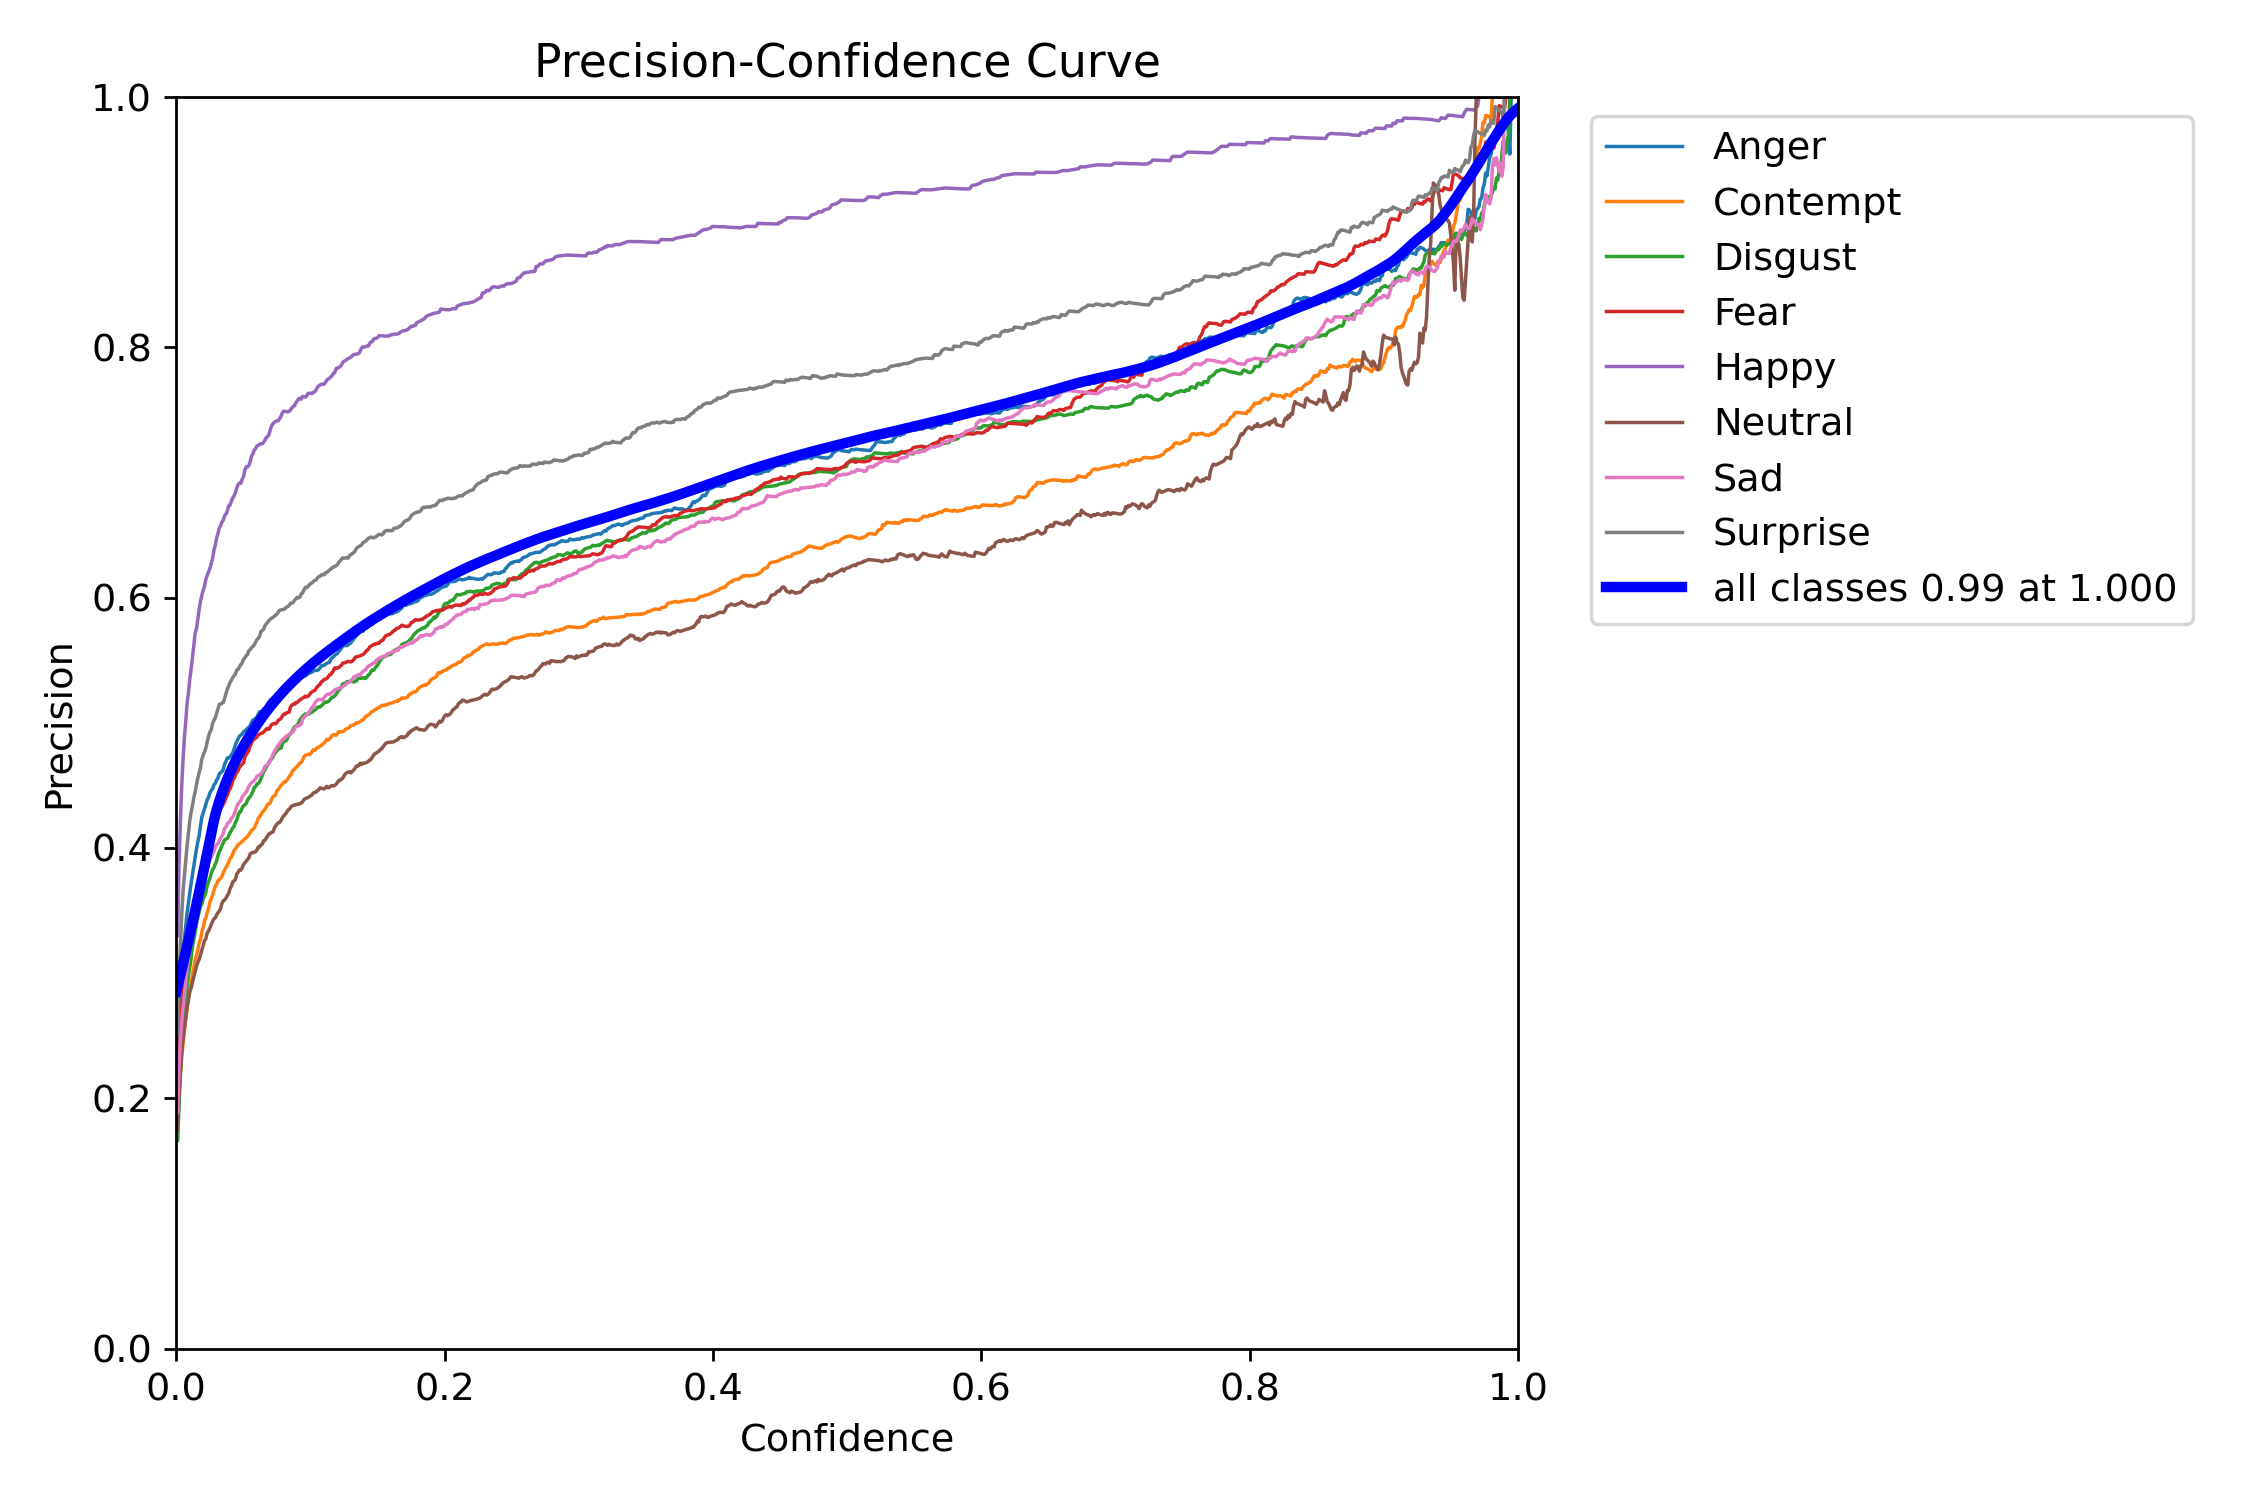 Precision-Confidence Curve
1.0
0.8
0.6
0.4
0.2
0.0
Precision
0.0 0.2 0.4 0.6 0.8 1.0
Confidence
Anger
Contempt
Disgust
Fear
Happy
Neutral
Sad
Surprise
all classes 0.99 at 1.000